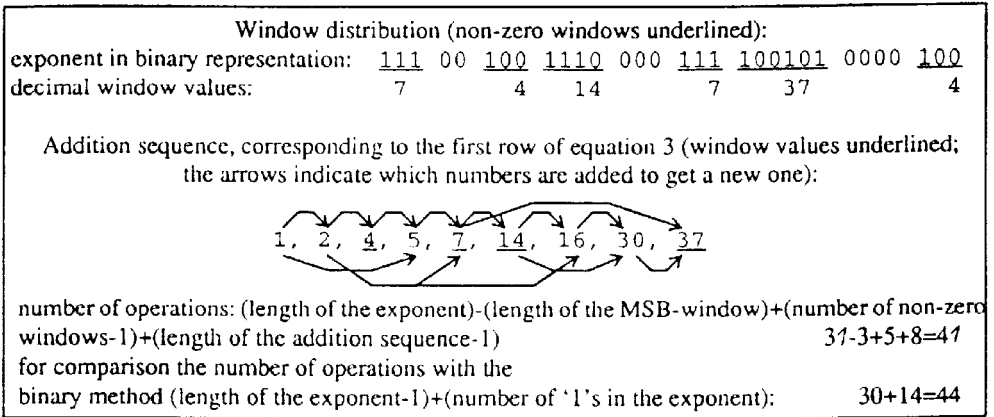 Window distribution (non-zero windows underlined):
exponent in binary representation: 111 00 100 1110 000 111 100101 0000 100
decimal window values: 7 4 14 7 37 4
Addition sequence, corresponding to the first row of equation 3 (window values underlined;
the arrows indicate which numbers are added to get a new one):
1, 2, 4, 5, 7, 14, 16, 30, 37
number of operations: (length of the exponent)-(length of the MSB-window)+(number of non-zero
windows-1)+(length of the addition sequence-1) 31-3+5+8=41
for comparison the number of operations with the
binary method (length of the exponent-1)+(number of '1's in the exponent): 30+14=44